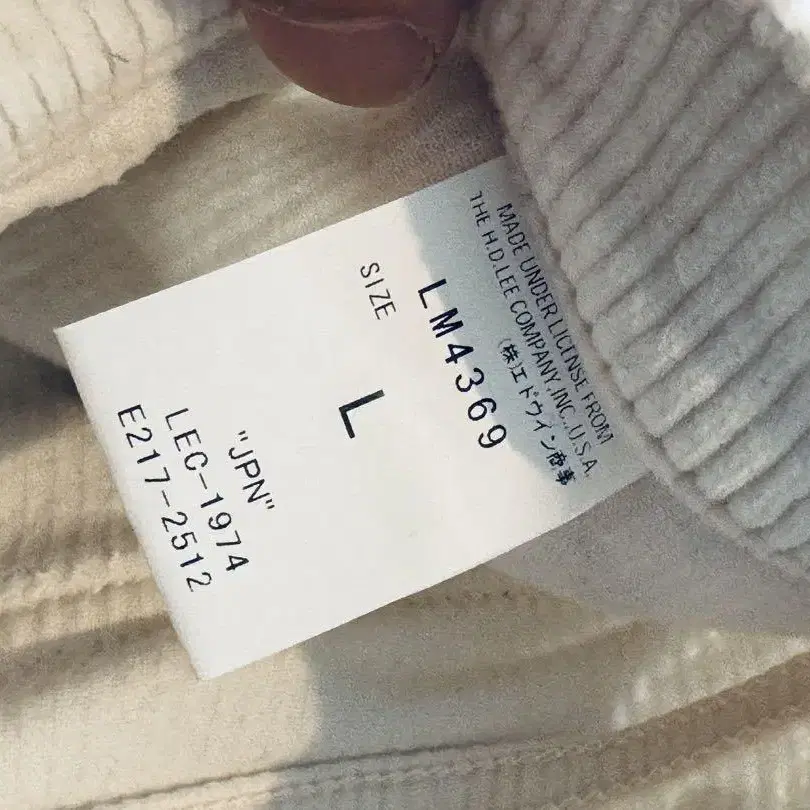 MADE UNDER LICENSE FROM
THE H.D.LEE COMPANY,INC.,U.S.A.
(株)エドウイン商事
LM4369
SIZE
L
"JPN"
LEC-1974
E217-2512